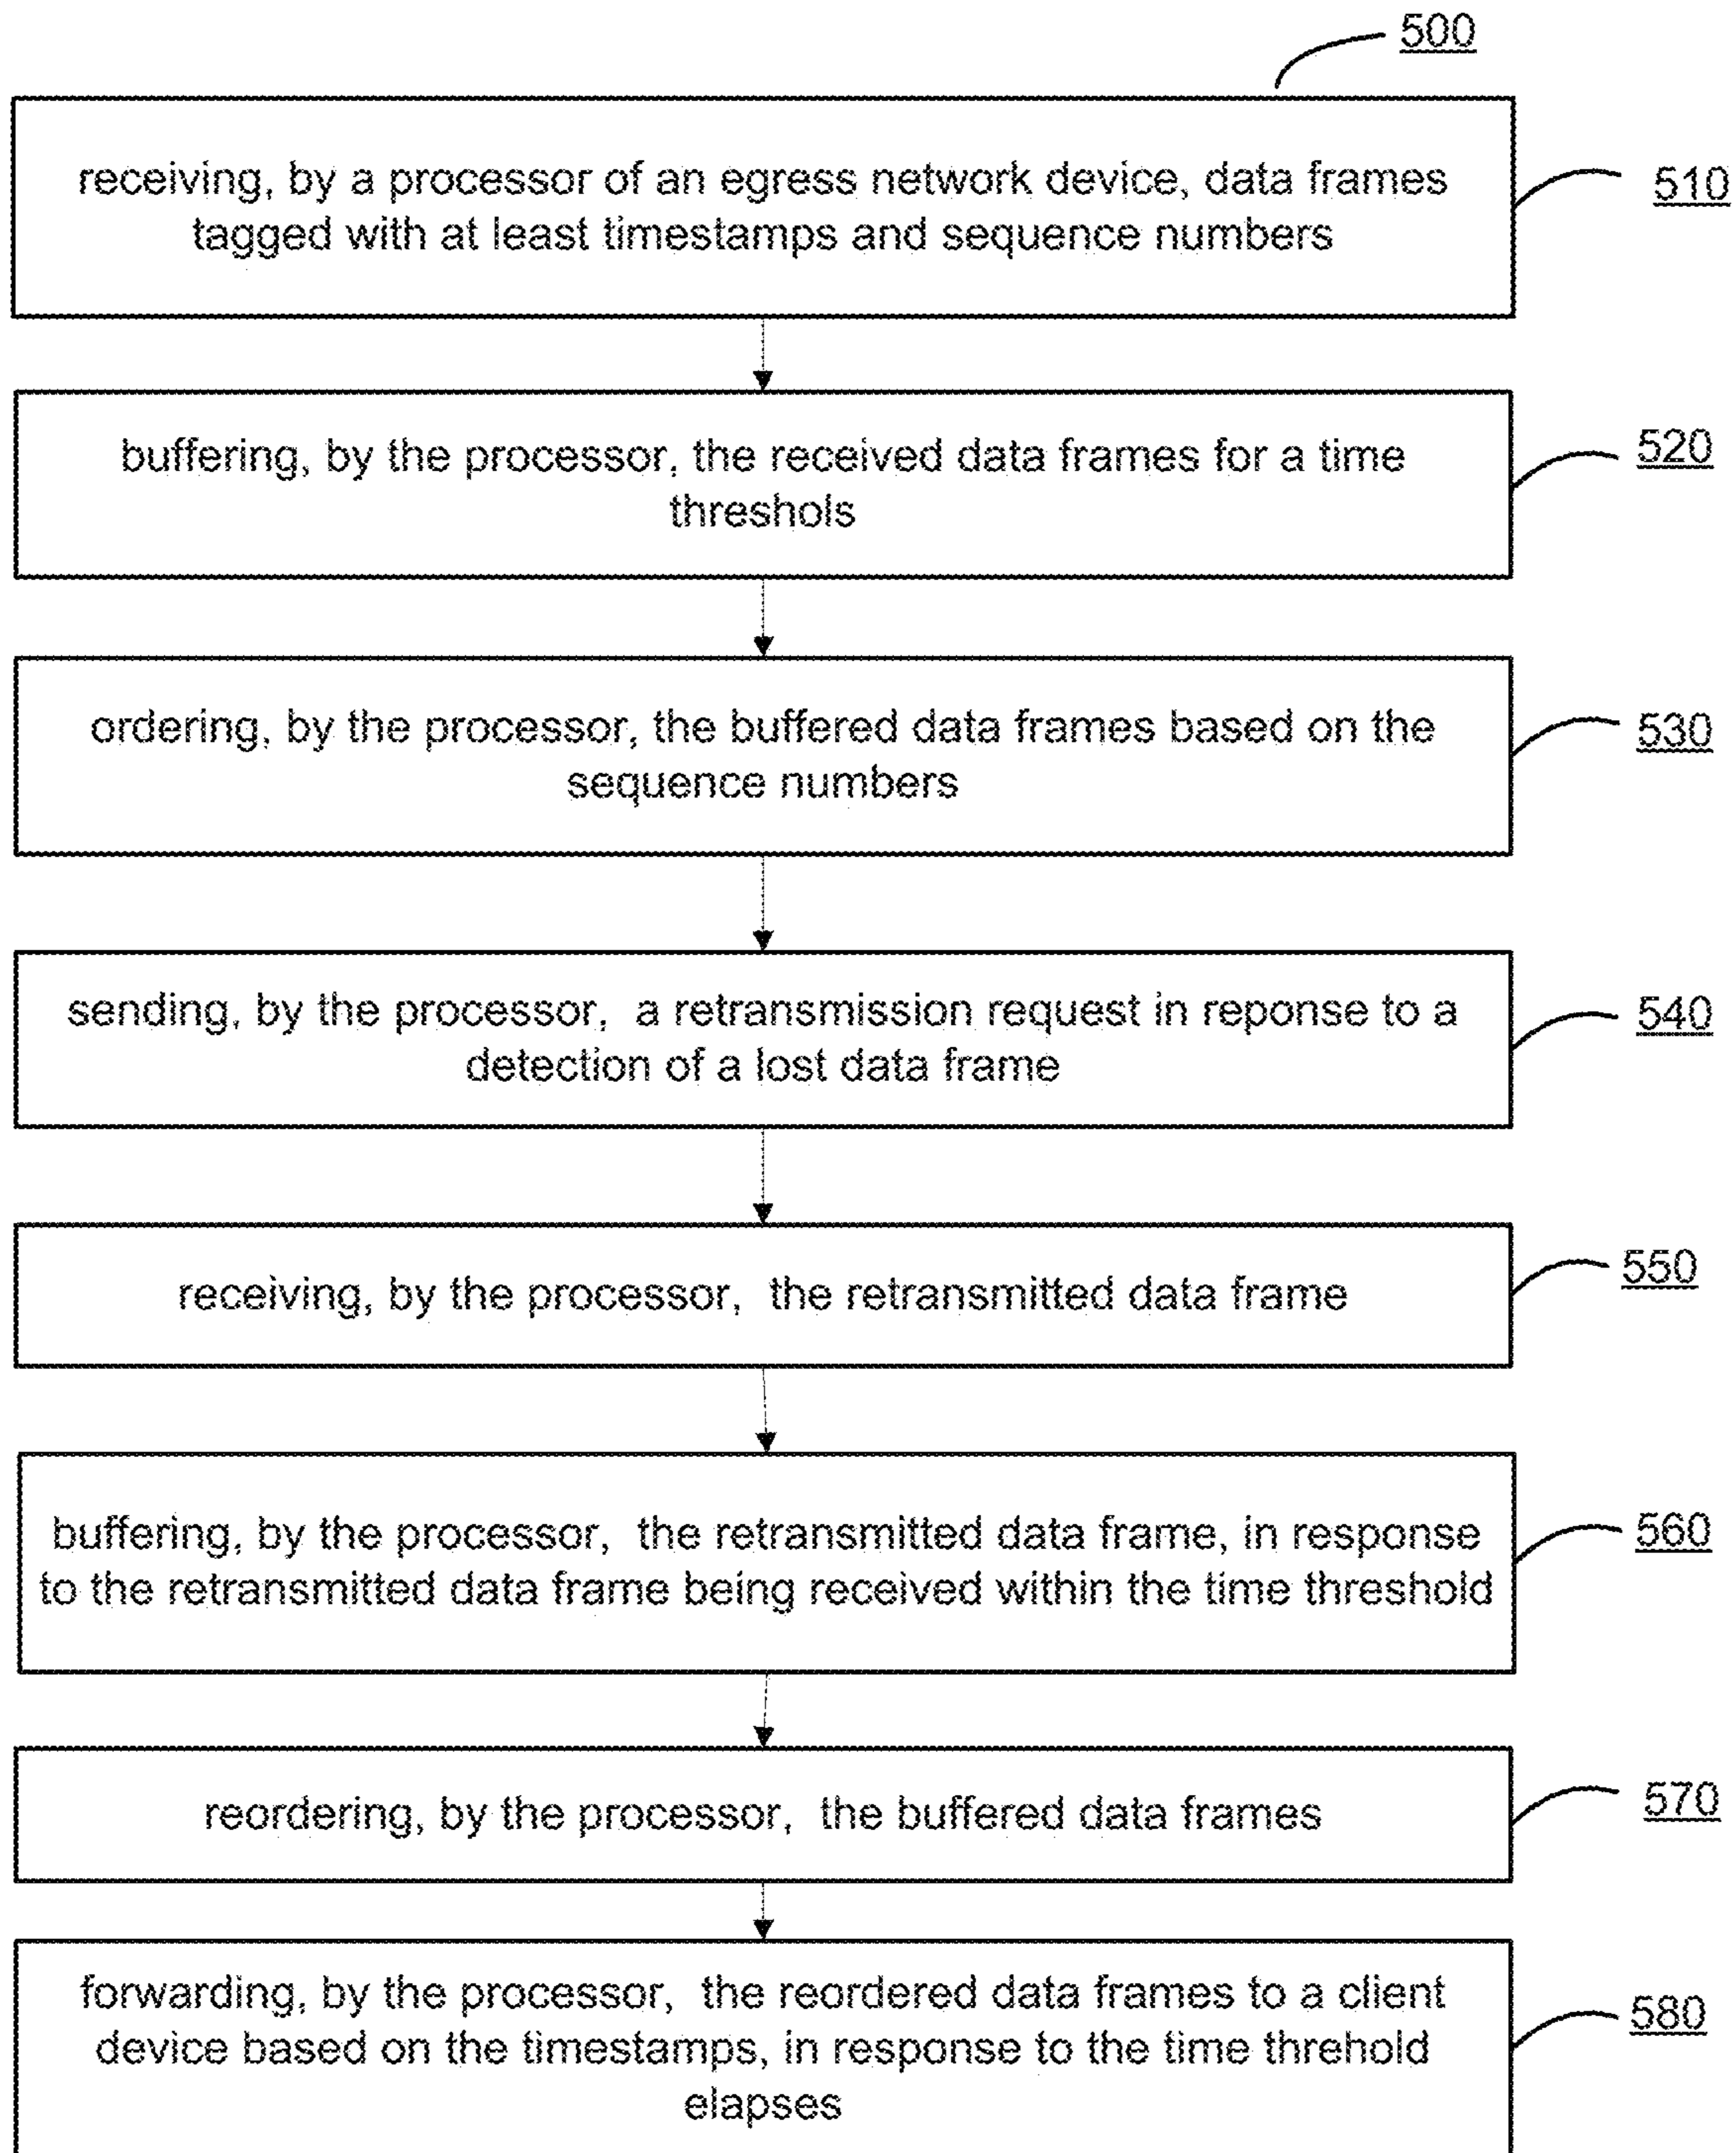 500
receiving, by a processor of an egress network device, data frames
tagged with at least timestamps and sequence numbers
510
buffering, by the processor, the received data frames for a time
threshols
520
ordering, by the processor, the buffered data frames based on the
sequence numbers
530
sending, by the processor, a retransmission request in reponse to a
detection of a lost data frame
540
receiving, by the processor, the retransmitted data frame
550
buffering, by the processor, the retransmitted data frame, in response
to the retransmitted data frame being received within the time threshold
560
reordering, by the processor, the buffered data frames
570
forwarding, by the processor, the reordered data frames to a client
device based on the timestamps, in response to the time threhold
elapses
580